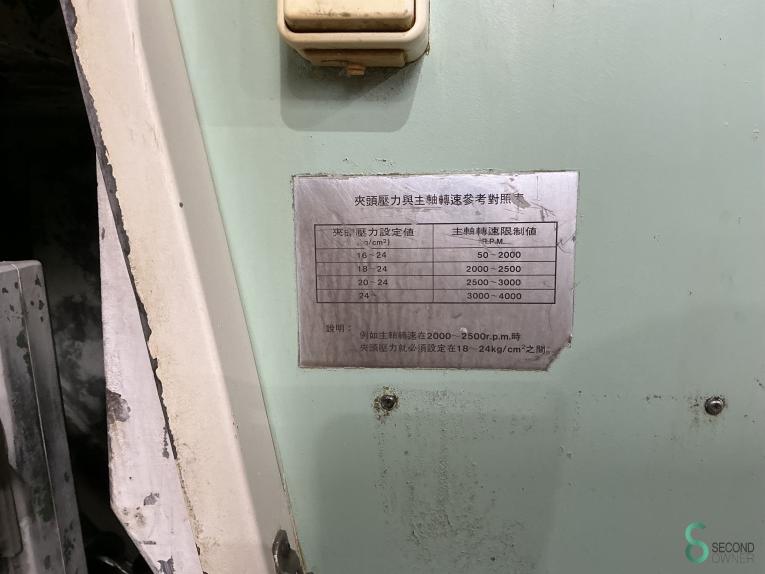 夾頭壓力與主軸轉速參考對照表
夾頭壓力設定値 主軸轉速限制値
g/cm²) R.P.M.
16~24 50~2000
18~24 2000~2500
20~24 2500~3000
24~ 3000~4000
說明：
例如主軸轉速在2000~2500r.p.m.時
夾頭壓力就必須設定在18~24kg/cm²之間
SECOND
OWNER